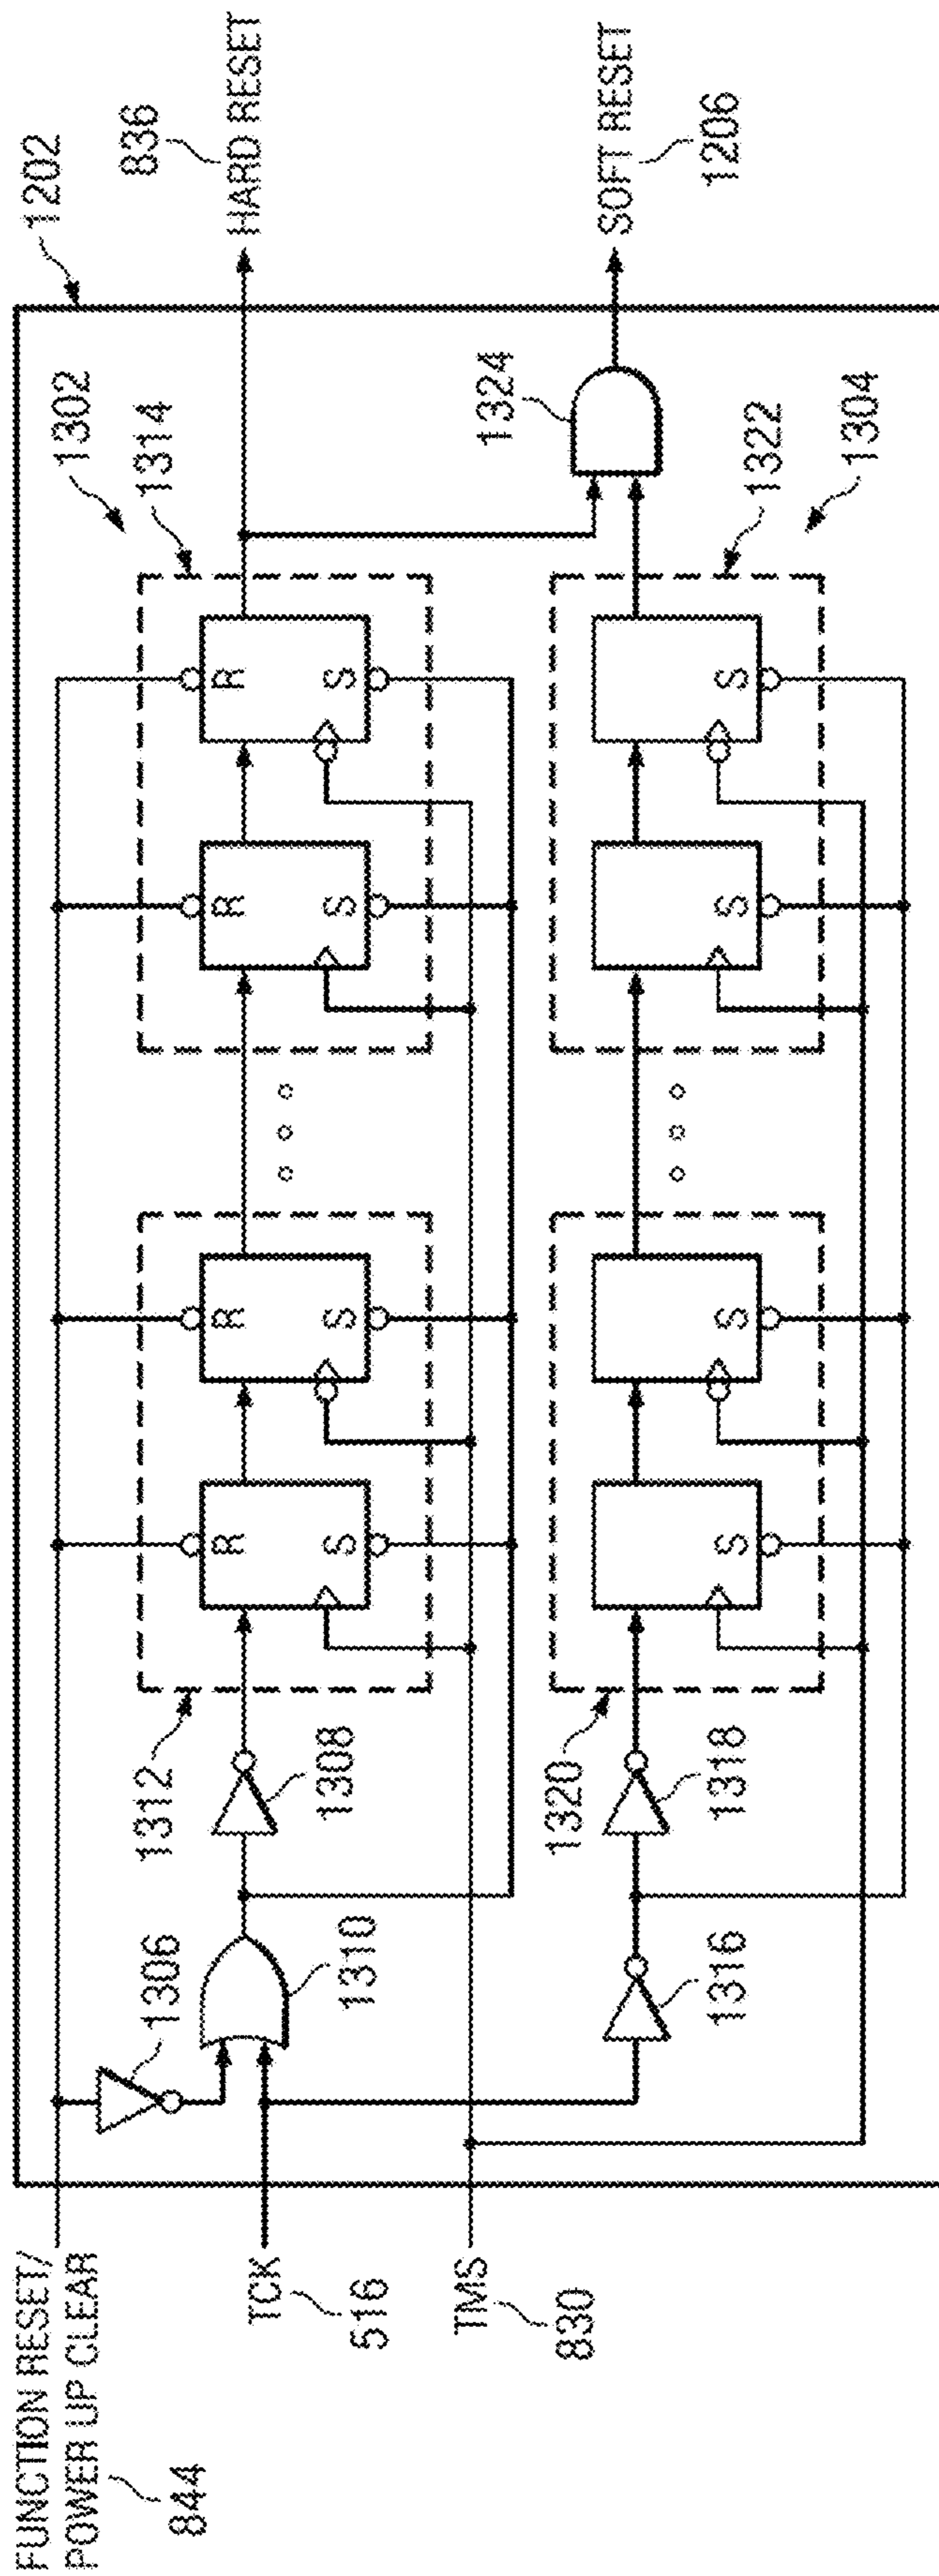 FUNCTION RESET/
POWER UP CLEAR
844
TCK
516
TMS
830
1306
1310
1316
1312
1308
1320
1318
R
S
R
S
R
S
R
S
S
S
S
S
1302
1314
1324
1322
1304
1202
836
HARD RESET
SOFT RESET
1206